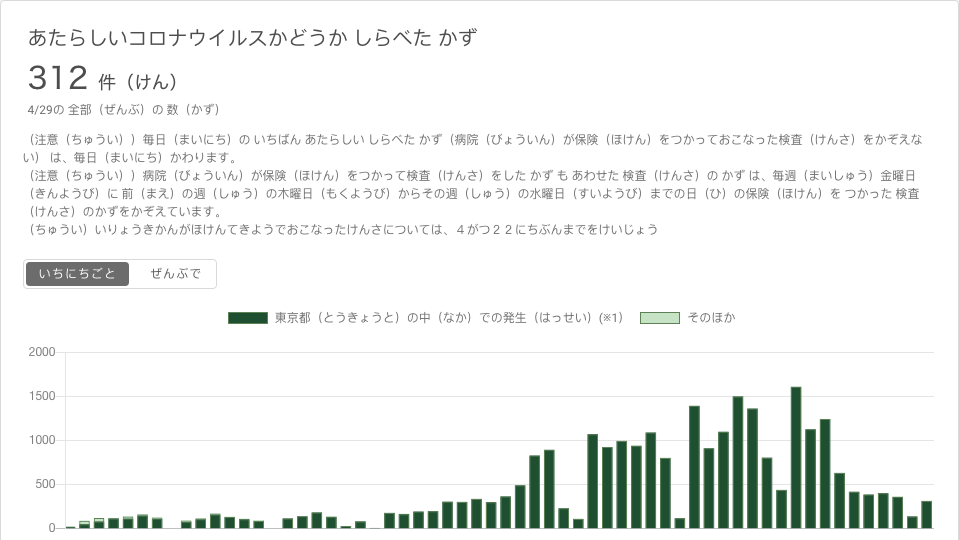 あたらしいコロナウイルスかどうか しらべた かず
312 件（けん）
4/29の 全部（ぜんぶ）の 数（かず）
（注意（ちゅうい））毎日（まいにち）の いちばん あたらしい しらべた かず（病院（びょういん）が保険（ほけん）をつかっておこなった検査（けんさ）をかぞえな
い） は、毎日（まいにち）かわります。
（注意（ちゅうい））病院（びょういん）が保険（ほけん）をつかって検査（けんさ）をした かず も あわせた 検査（けんさ）の かず は、毎週（まいしゅう）金曜日
（きんようび）に 前（まえ）の週（しゅう）の木曜日（もくようび）からその週（しゅう）の水曜日（すいようび）までの日（ひ）の保険（ほけん）を つかった 検査
（けんさ）のかずをかぞえています。
（ちゅうい）いりょうきかんがほけんてきようでおこなったけんさについては、４がつ２２にちぶんまでをけいじょう
いちにちごと ぜんぶで
東京都（とうきょうと）の中（なか）での発生（はっせい）(※1） そのほか
2000
1500
1000
500
0